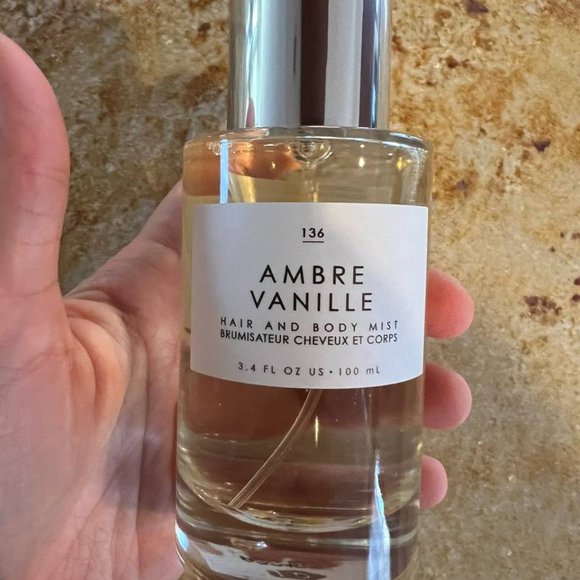 136
AMBRE
VANILLE
HAIR AND BODY MIST
BRUMISATEUR CHEVEUX ET CORPS
3.4 FL OZ US • 100 mL